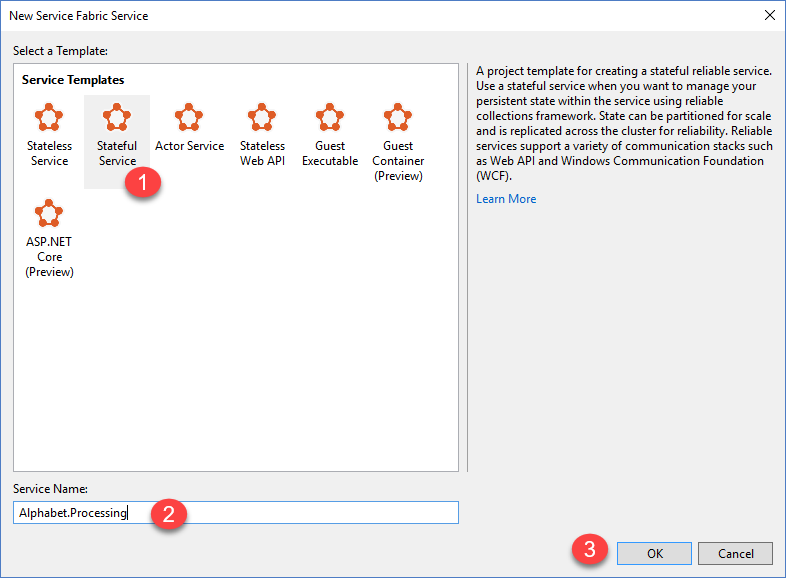 New Service Fabric Service
Select a Template:
Service Templates
Stateless
Service
Stateful
Service
Actor Service
Stateless
Web API
Guest
Executable
Guest
Container
(Preview)
ASP.NET
Core
(Preview)
1
A project template for creating a stateful reliable service.
Use a stateful service when you want to manage your
persistent state within the service using reliable
collections framework. State can be partitioned for scale
and is replicated across the cluster for reliability. Reliable
services support a variety of communication stacks such
as Web API and Windows Communication Foundation
(WCF).
Learn More
Service Name:
Alphabet.Processing
2
3
OK
Cancel